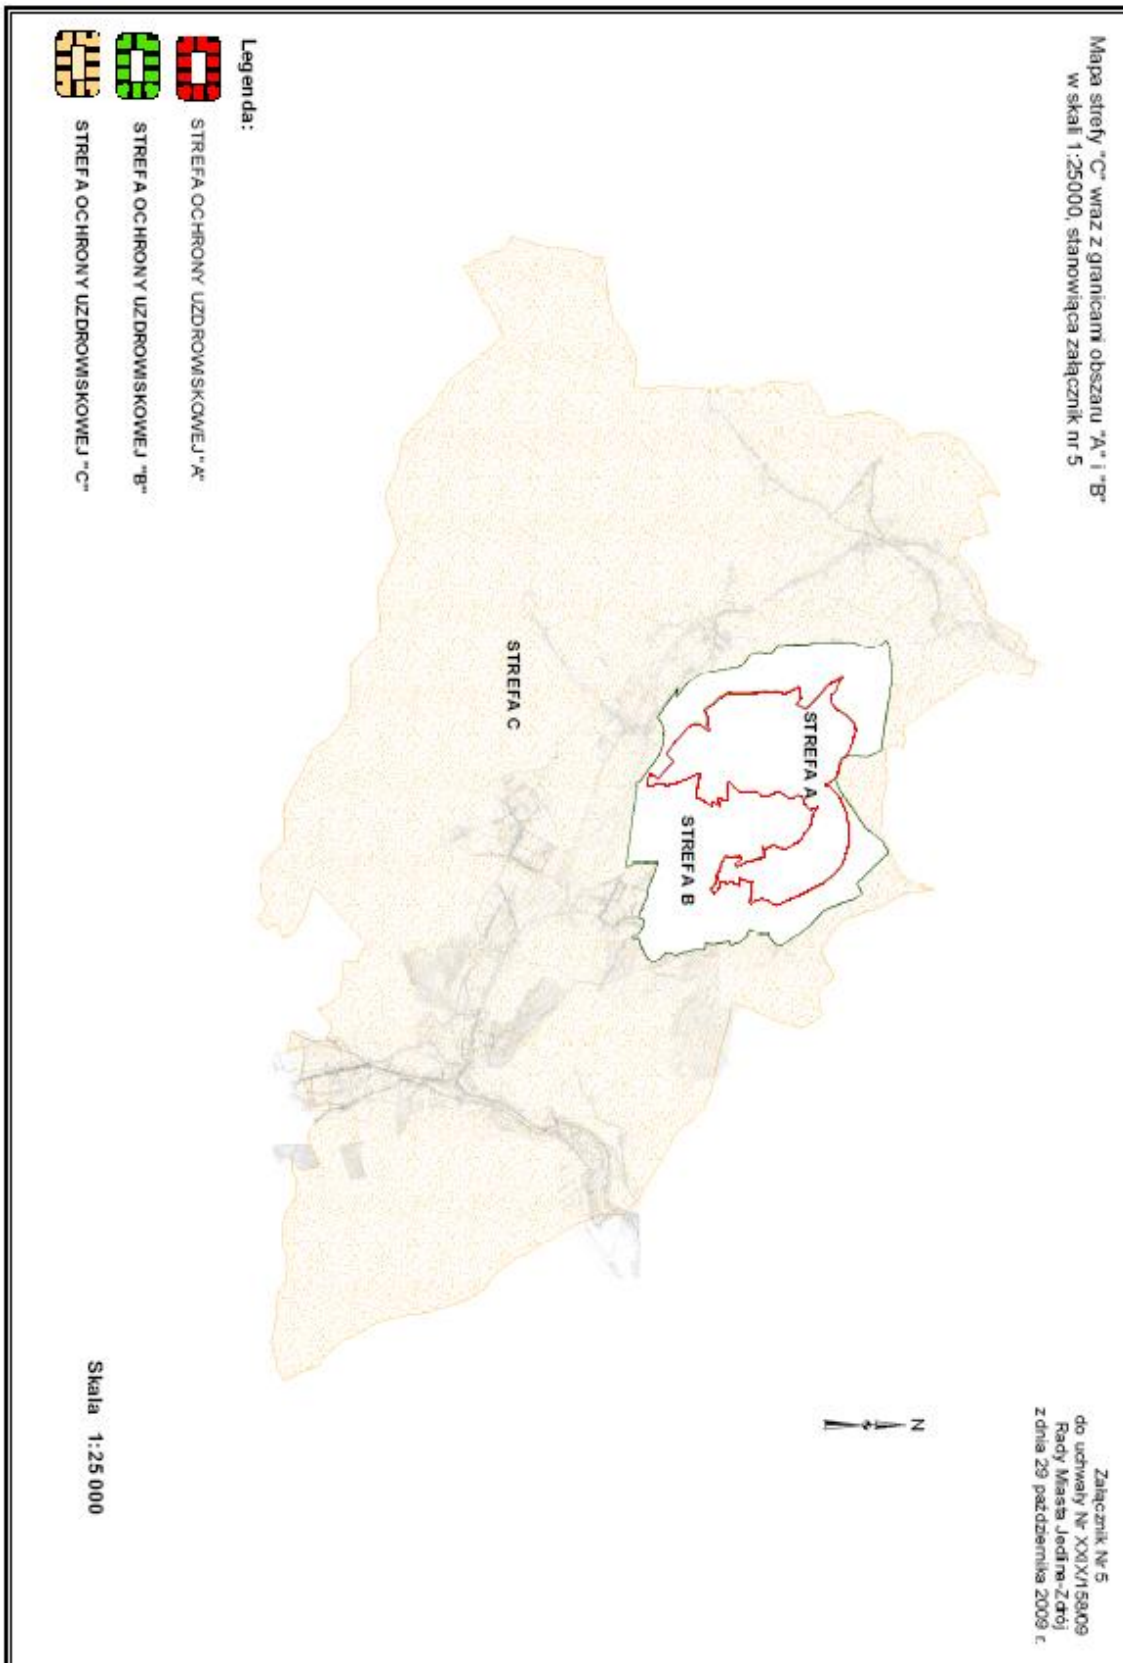 Załącznik Nr 5
do uchwały Nr XXIX/158/09
Rady Miasta Jedlina-Zdrój
z dnia 29 października 2009 r.
Mapa strefy "C" wraz z granicami obszaru "A" i "B"
w skali 1:25000, stanowiąca załącznik nr 5
N
STREFA A
STREFA B
STREFA C
Legenda:
STREFA OCHRONY UZDROWISKOWEJ "A"
STREFA OCHRONY UZDROWISKOWEJ "B"
STREFA OCHRONY UZDROWISKOWEJ "C"
Skala 1:25 000